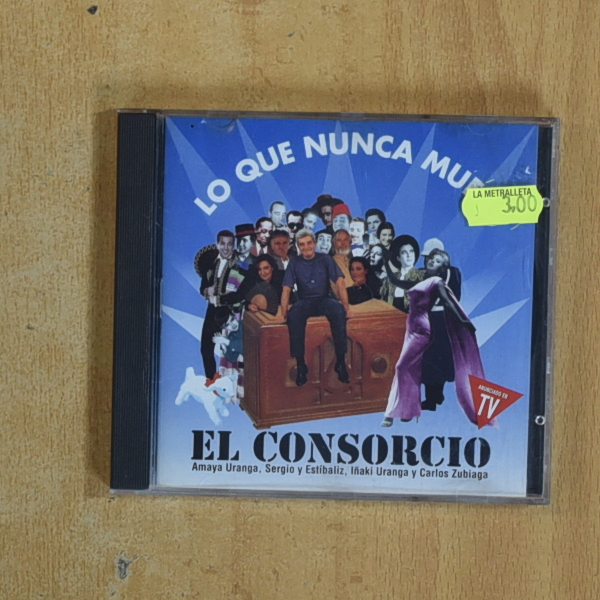 LO QUE NUNCA
LA METRALLETA
3,00
ANUNCIADO EN
TV
EL CONSORCIO
Amaya Uranga, Sergio y Estíbaliz, Iñaki Uranga y Carlos Zubiaga